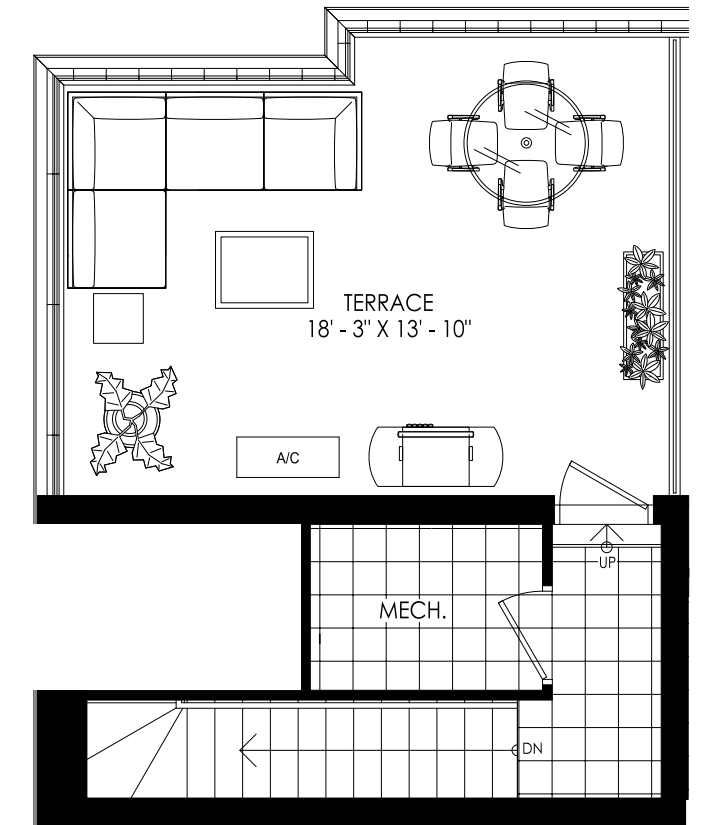 TERRACE
18' - 3" X 13' - 10"
A/C
UP
MECH.
DN